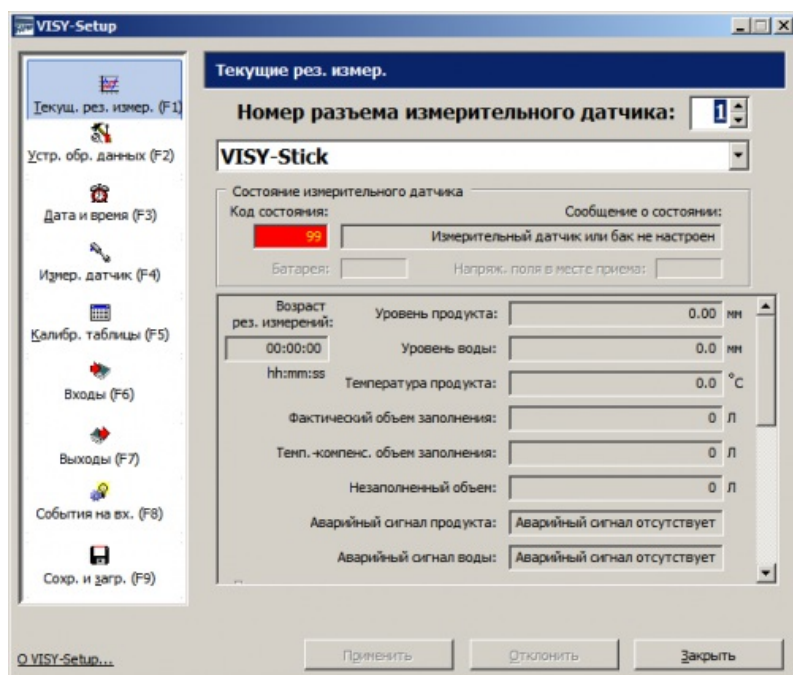 VISY-Setup
Текущ. рез. измер. (F1)
Устр. обр. данных (F2)
Дата и время (F3)
Измер. датчик (F4)
Калибр. таблицы (F5)
Входы (F6)
Выходы (F7)
События на вх. (F8)
Сохр. и загр. (F9)
О VISY-Setup...
Текущие рез. измер.
Номер разъема измерительного датчика: 1
VISY-Stick
Состояние измерительного датчика
Код состояния: Сообщение о состоянии:
99 Измерительный датчик или бак не настроен
Батарея: Напряж. поля в месте приема:
Возраст
рез. измерений:
00:00:00
hh:mm:ss
Уровень продукта: 0.00 мм
Уровень воды: 0.0 мм
Температура продукта: 0.0 °C
Фактический объем заполнения: 0 Л
Темп.-компенс. объем заполнения: 0 Л
Незаполненный объем: 0 Л
Аварийный сигнал продукта: Аварийный сигнал отсутствует
Аварийный сигнал воды: Аварийный сигнал отсутствует
Применить Отклонить Закрыть